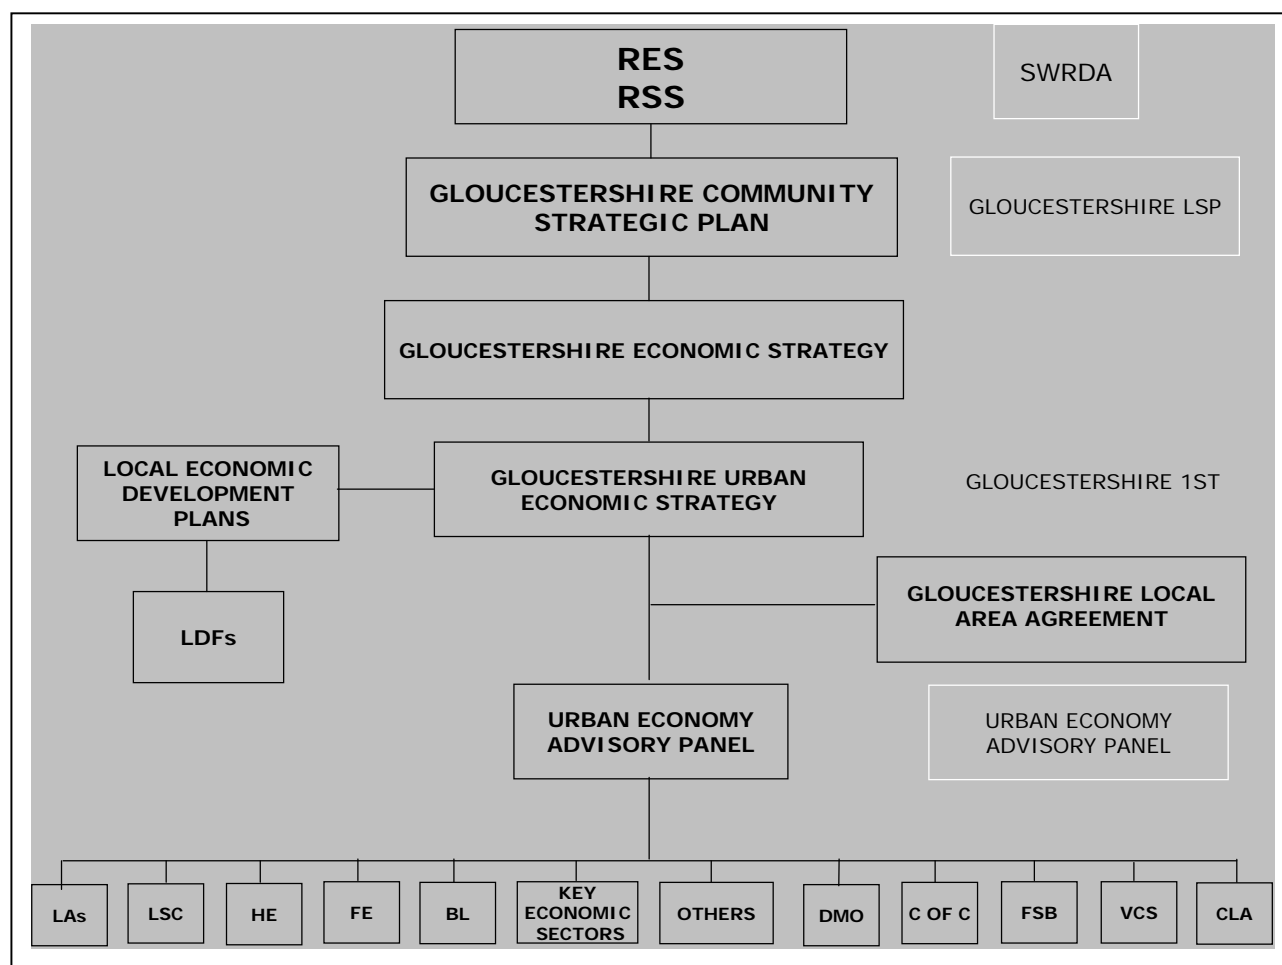 RES
RSS
SWRDA
GLOUCESTERSHIRE COMMUNITY
STRATEGIC PLAN
GLOUCESTERSHIRE LSP
GLOUCESTERSHIRE ECONOMIC STRATEGY
LOCAL ECONOMIC
DEVELOPMENT
PLANS
GLOUCESTERSHIRE URBAN
ECONOMIC STRATEGY
GLOUCESTERSHIRE 1ST
LDFs
GLOUCESTERSHIRE LOCAL
AREA AGREEMENT
URBAN ECONOMY
ADVISORY PANEL
URBAN ECONOMY
ADVISORY PANEL
LAs
LSC
HE
FE
BL
KEY
ECONOMIC
SECTORS
OTHERS
DMO
C OF C
FSB
VCS
CLA